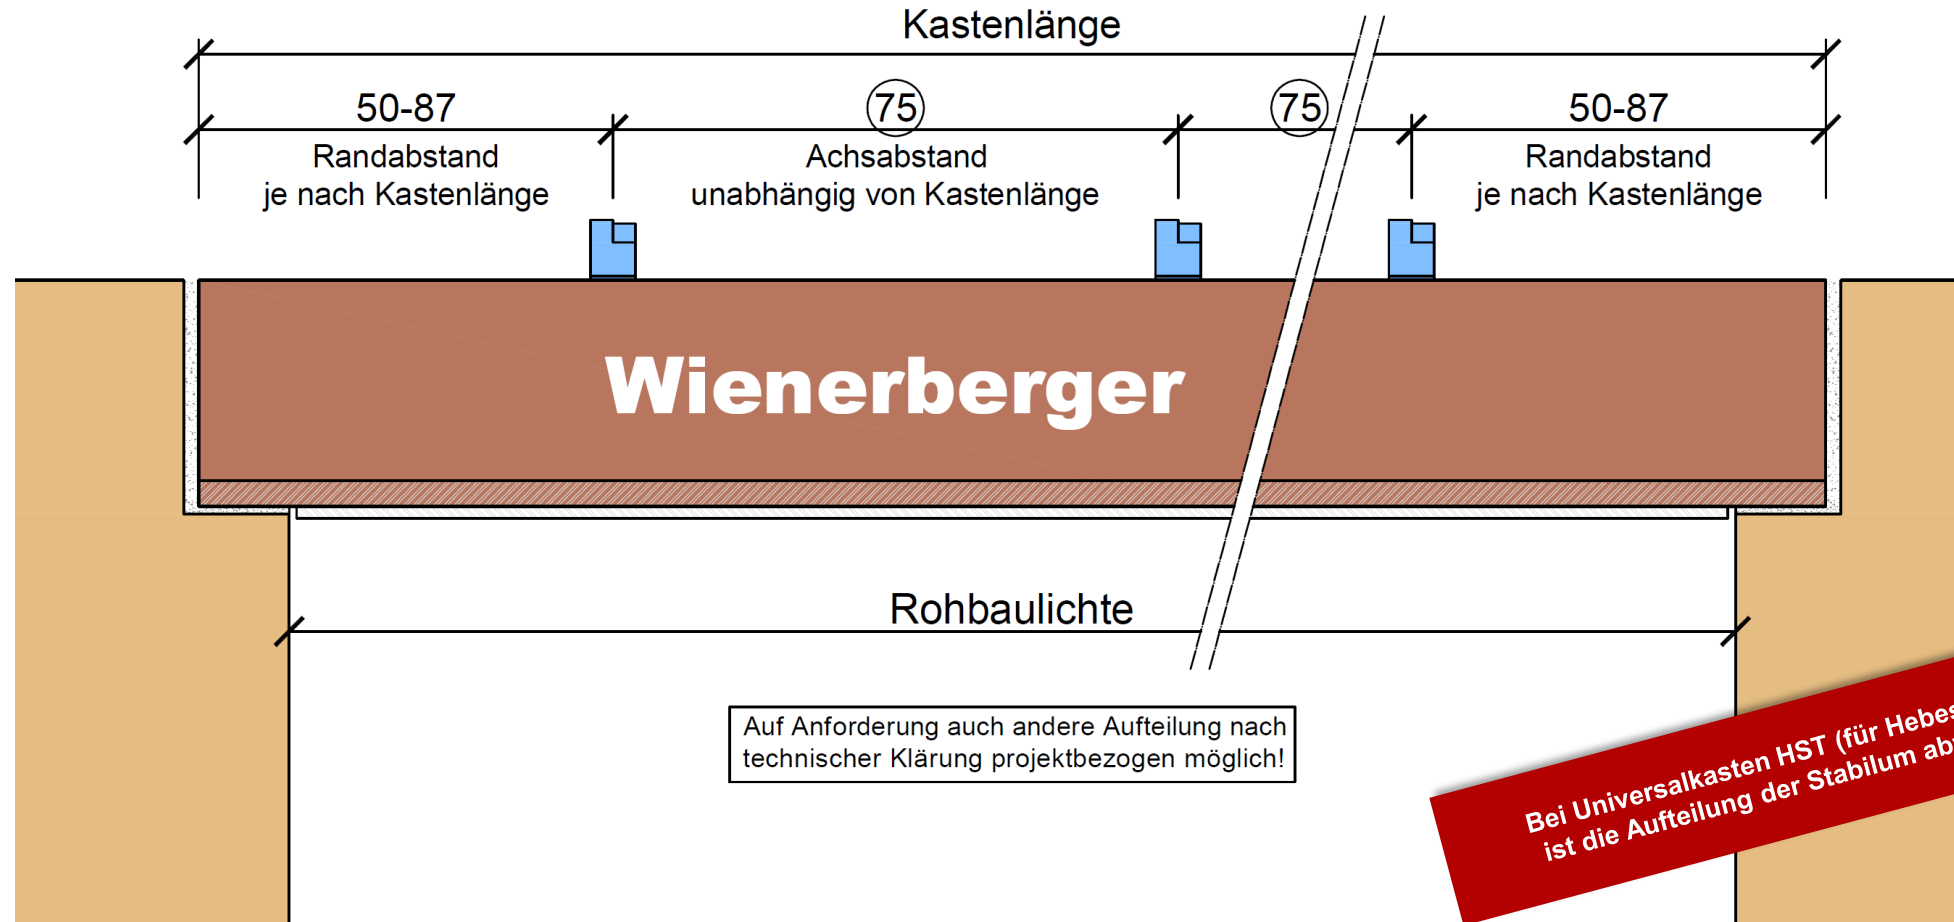 Kastenlänge
50-87
75
75
50-87
Randabstand
je nach Kastenlänge
Achsabstand
unabhängig von Kastenlänge
Randabstand
je nach Kastenlänge
Wienerberger
Rohbaulichte
Auf Anforderung auch andere Aufteilung nach
technischer Klärung projektbezogen möglich!
Bei Universalkasten HST (für
ist die Aufteilung der Stabilum